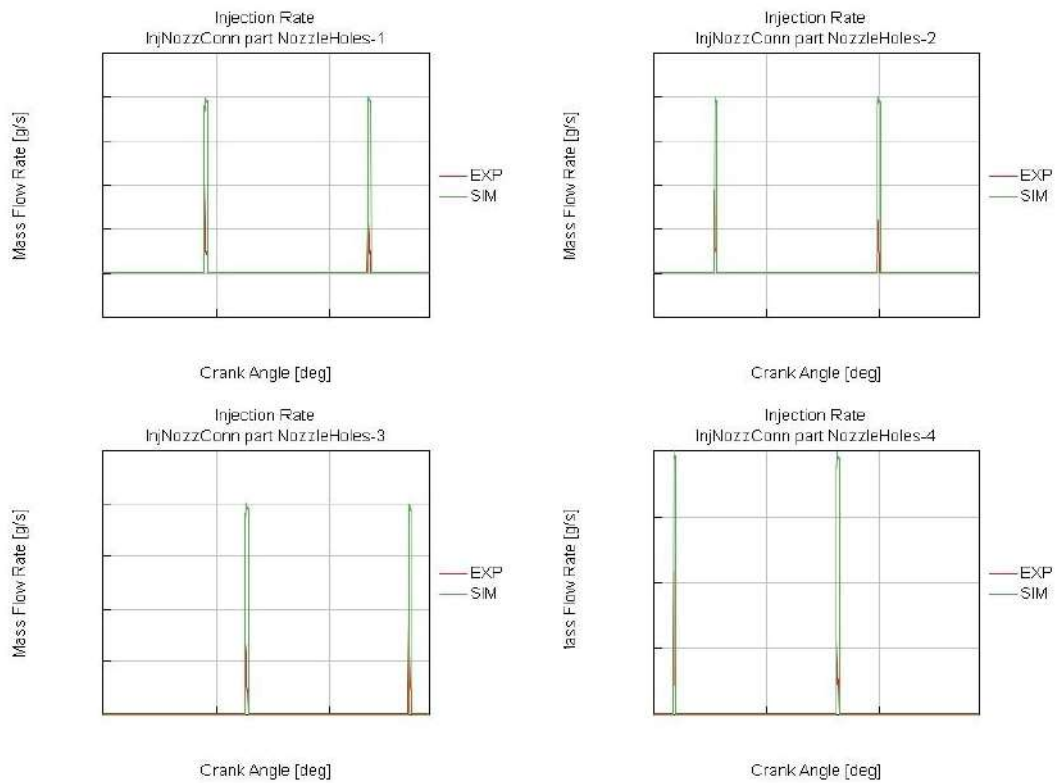 Injection Rate
InjNozzConn part NozzleHoles-1
Mass Flow Rate [g/s]
EXP
SIM
Crank Angle [deg]
Injection Rate
InjNozzConn part NozzleHoles-2
Mass Flow Rate [g/s]
EXP
SIM
Crank Angle [deg]
Injection Rate
InjNozzConn part NozzleHoles-3
Mass Flow Rate [g/s]
EXP
SIM
Crank Angle [deg]
Injection Rate
InjNozzConn part NozzleHoles-4
lass Flow Rate [g/s]
EXP
SIM
Crank Angle [deg]